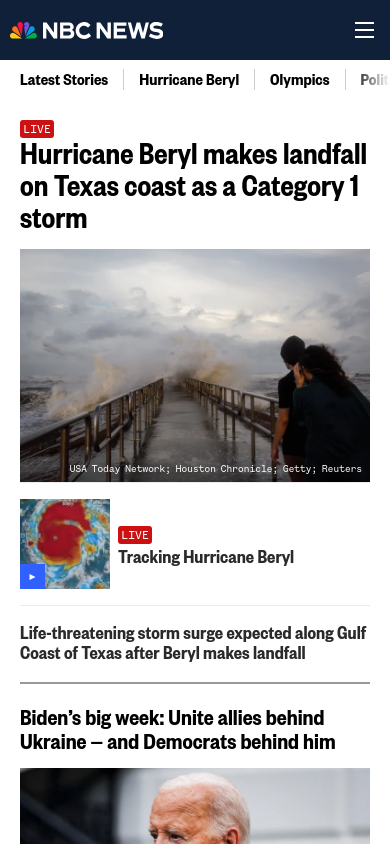 NBC NEWS
Latest Stories
Hurricane Beryl
Olympics
LIVE
Hurricane Beryl makes landfall
on Texas coast as a Category 1
storm
USA Today Network; Houston Chronicle; Getty; Reuters
LIVE
Tracking Hurricane Beryl
Life-threatening storm surge expected along Gulf
Coast of Texas after Beryl makes landfall
Biden’s big week: Unite allies behind
Ukraine — and Democrats behind him